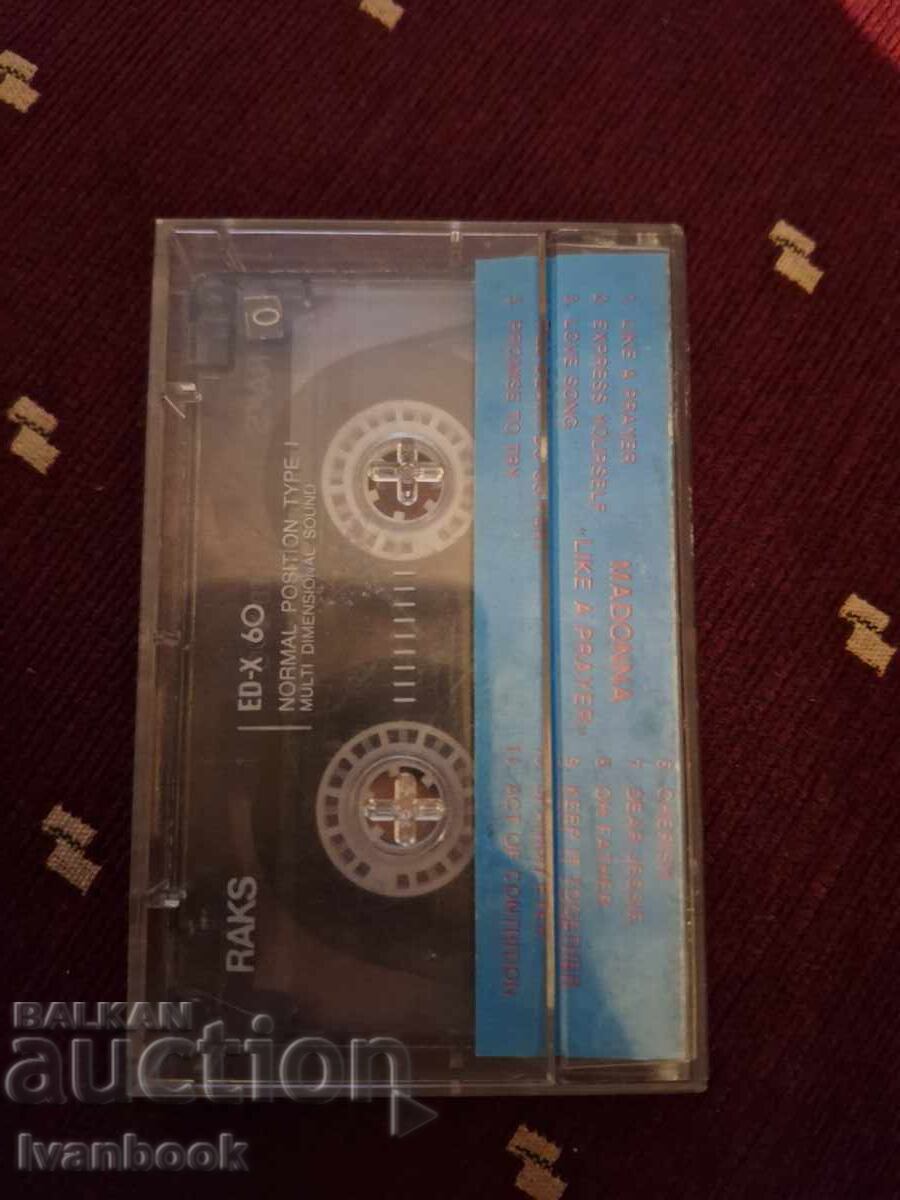 MADONNA
"LIKE A PRAYER"
1. LIKE A PRAYER
2. EXPRESS YOURSELF
3. LOVE SONG
5. PROMISE TO TRY
6. CHERISH
7. DEAR JESSIE
8. OH FATHER
9. KEEP IT TOGETHER
11. ACT OF CONTRITION
RAKS
ED-X 60
NORMAL POSITION TYPE I
MULTI DIMENSIONAL SOUND
BALKAN
auction
Ivanbook